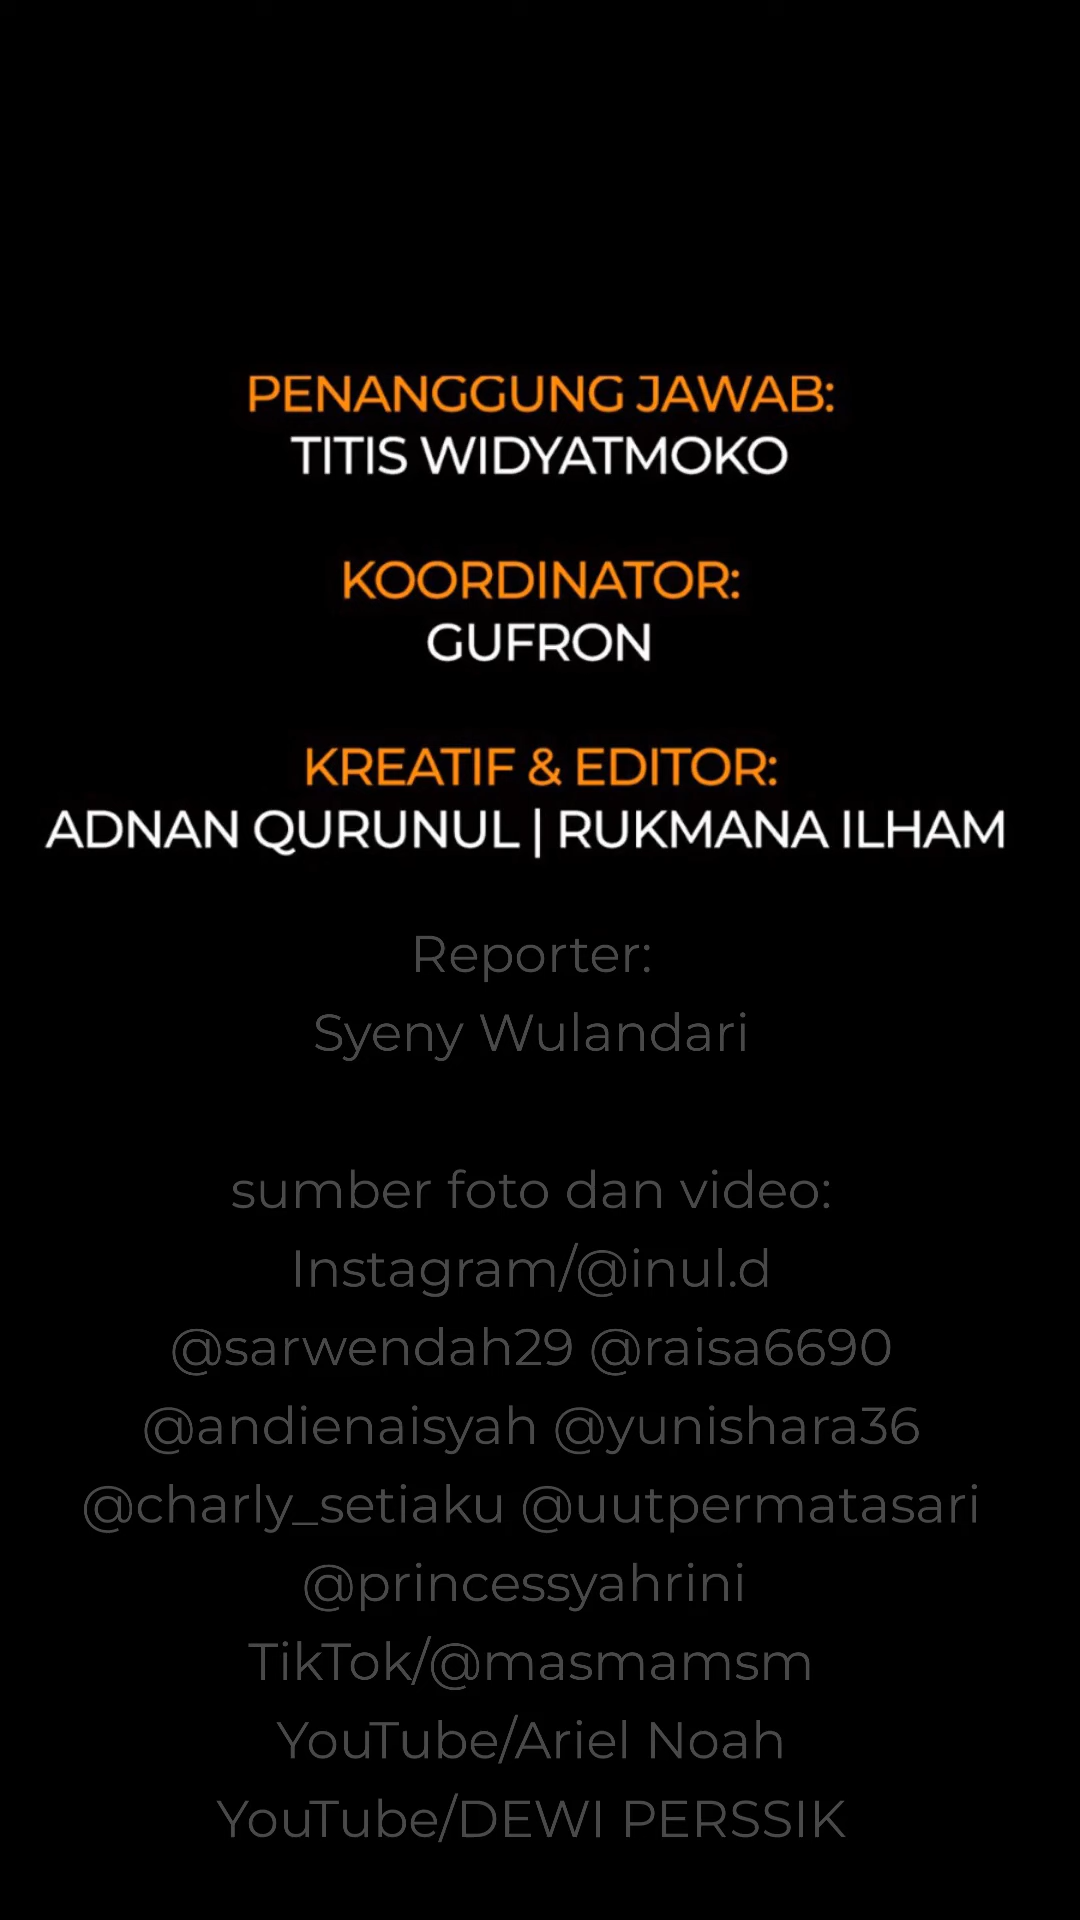 PENANGGUNG JAWAB:
TITIS WIDYATMOKO
KOORDINATOR:
GUFRON
KREATIF & EDITOR:
ADNAN QURUNUL | RUKMANA ILHAM
Reporter:
Syeny Wulandari
sumber foto dan video:
Instagram/@inul.d
@sarwendah29 @raisa6690
@andienaisyah @yunishara36
@charly_setiaku @uutpermatasari
@princessyahrini
TikTok/@masmamsm
YouTube/Ariel Noah
YouTube/DEWI PERSSIK